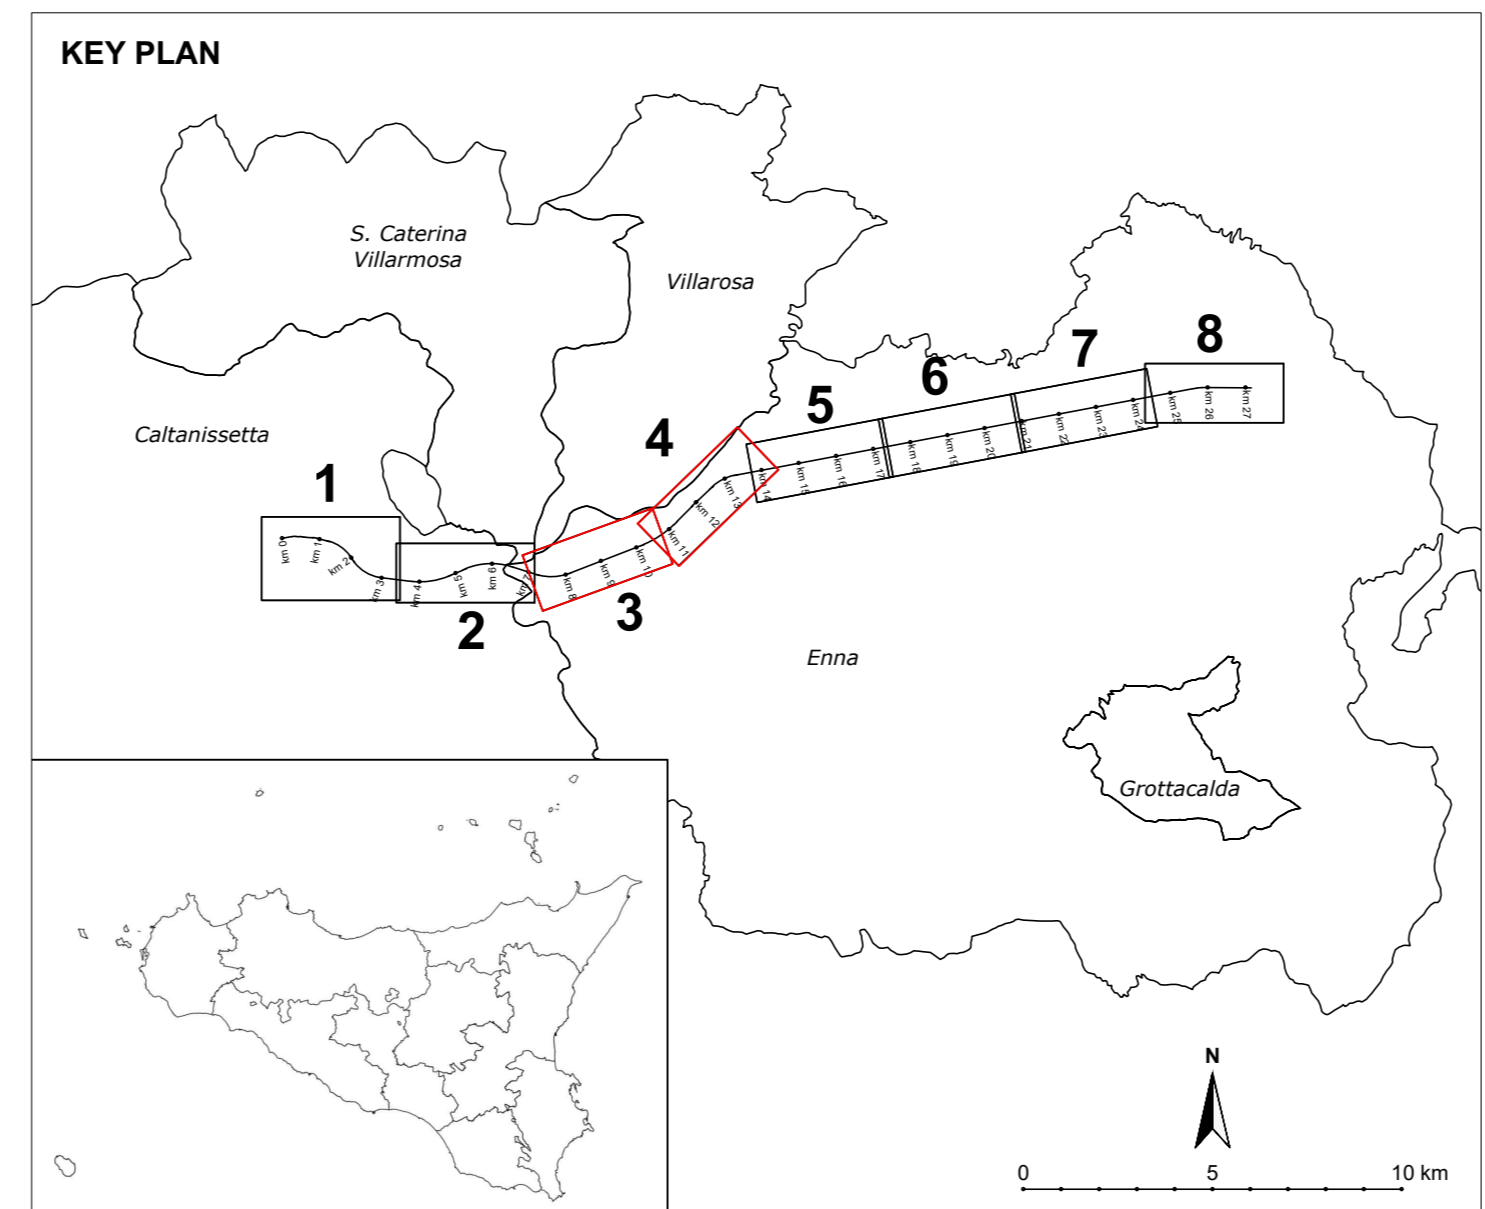 KEY PLAN
S. Caterina
Villarmosa
Villarosa
Caltanissetta
Enna
Grottacalda
1
2
3
4
5
6
7
8
km 0
km 1
km 2
km 3
km 4
km 5
km 6
km 7
km 8
km 9
km 10
km 11
km 12
km 13
km 14
km 15
km 16
km 17
km 18
km 19
km 20
km 21
km 22
km 23
km 24
km 25
km 26
km 27
N
0 5 10 km